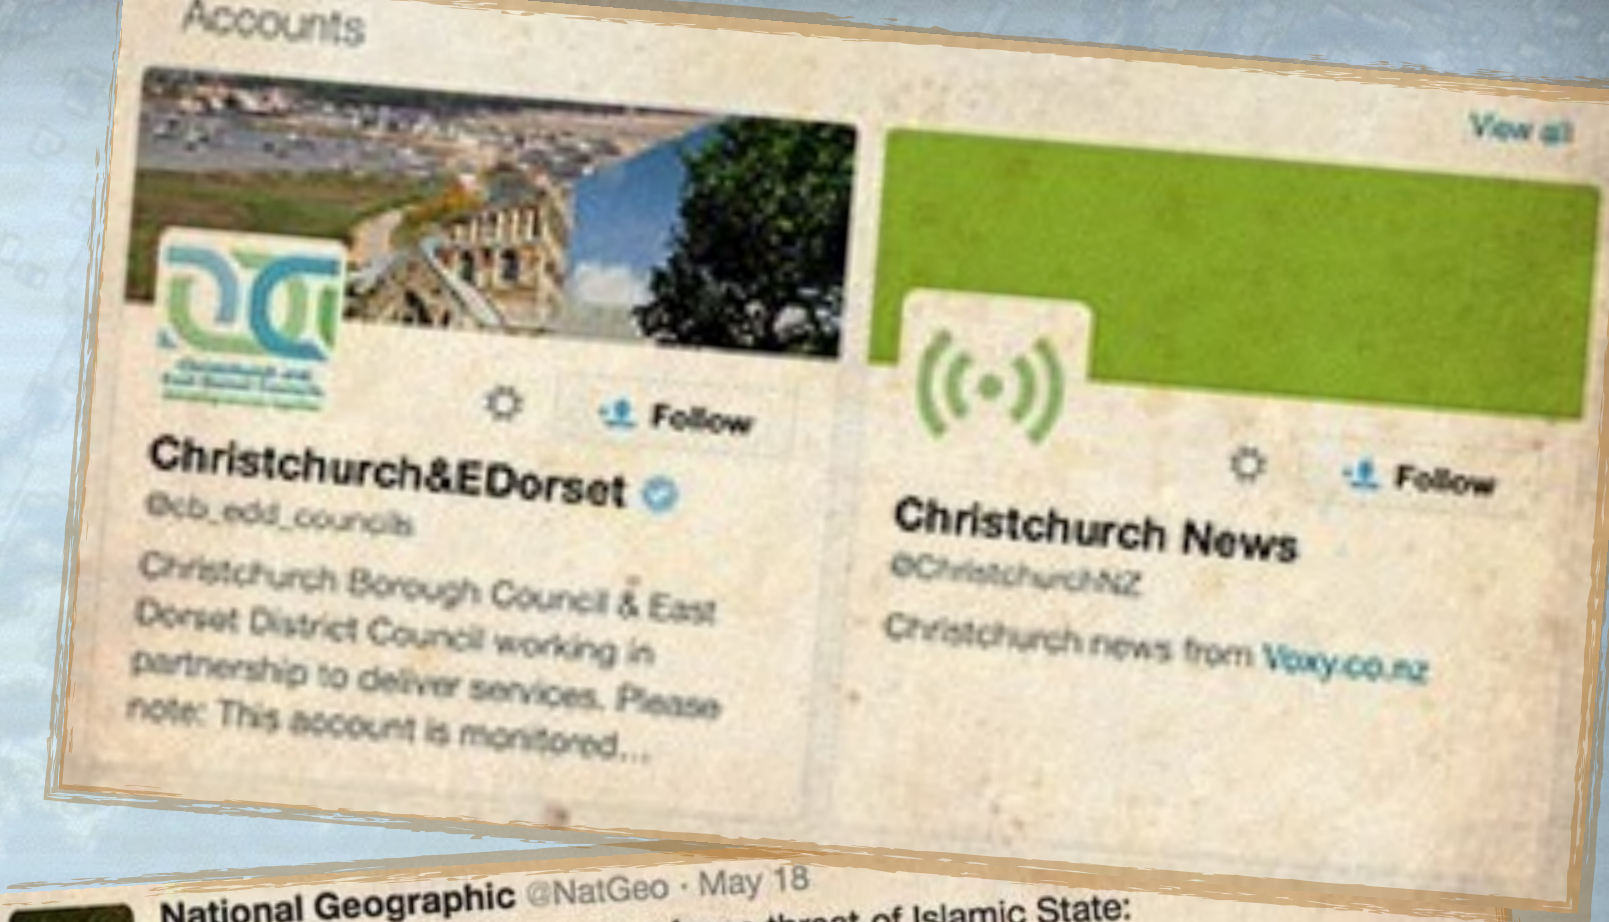 Accounts
View all
Follow
Christchurch&EDorset
@cb_edd_councils
Christchurch Borough Council & East
Dorset District Council working in
partnership to deliver services. Please
note: This account is monitored...
Follow
Christchurch News
@ChristchurchNZ
Christchurch news from Voxy.co.nz
National Geographic @NatGeo · May 18
threat of Islamic State: